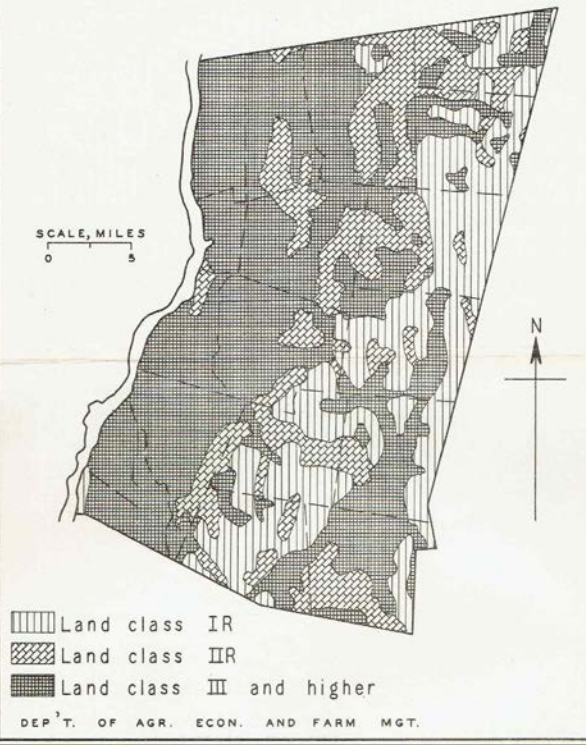 SCALE, MILES
0 5
N
Land class IR
Land class IIR
Land class III and higher
DEP'T. OF AGR. ECON. AND FARM MGT.